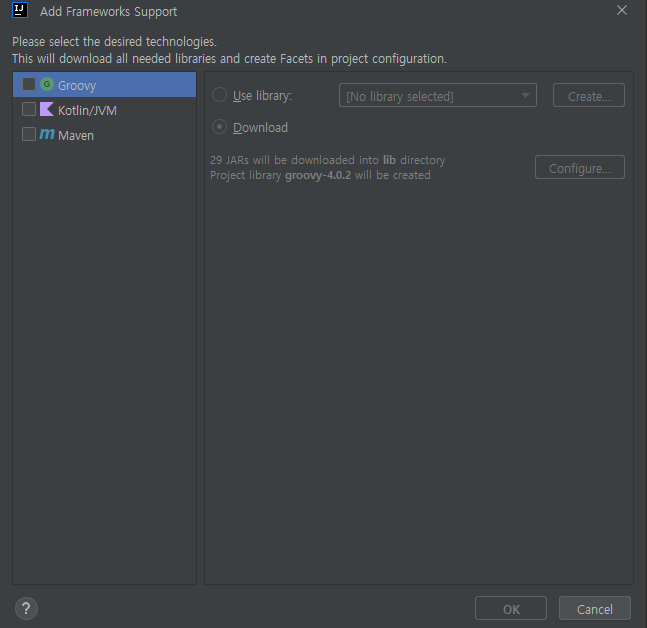 IJ
Add Frameworks Support
Please select the desired technologies.
This will download all needed libraries and create Facets in project configuration.
G Groovy
Kotlin/JVM
m Maven
Use library:
[No library selected]
Create...
Download
29 JARs will be downloaded into lib directory
Project library groovy-4.0.2 will be created
Configure...
?
OK
Cancel